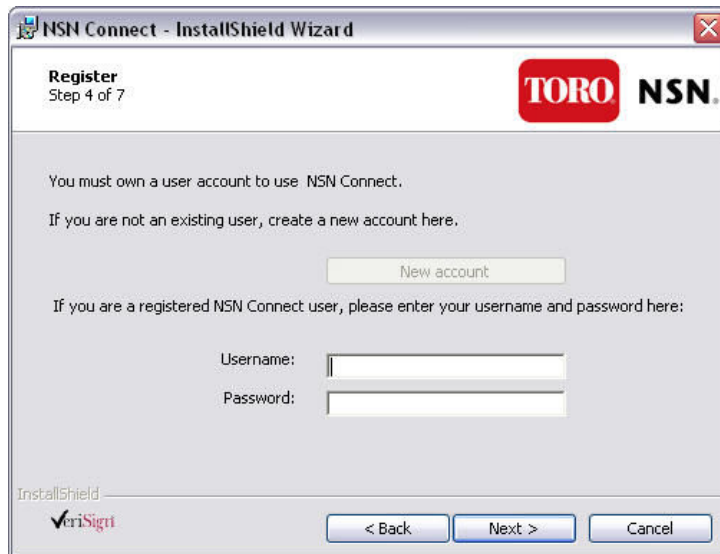 NSN Connect - InstallShield Wizard
Register
Step 4 of 7
TORO NSN.
You must own a user account to use NSN Connect.
If you are not an existing user, create a new account here.
New account
If you are a registered NSN Connect user, please enter your username and password here:
Username:
Password:
InstallShield
VeriSign
< Back Next > Cancel